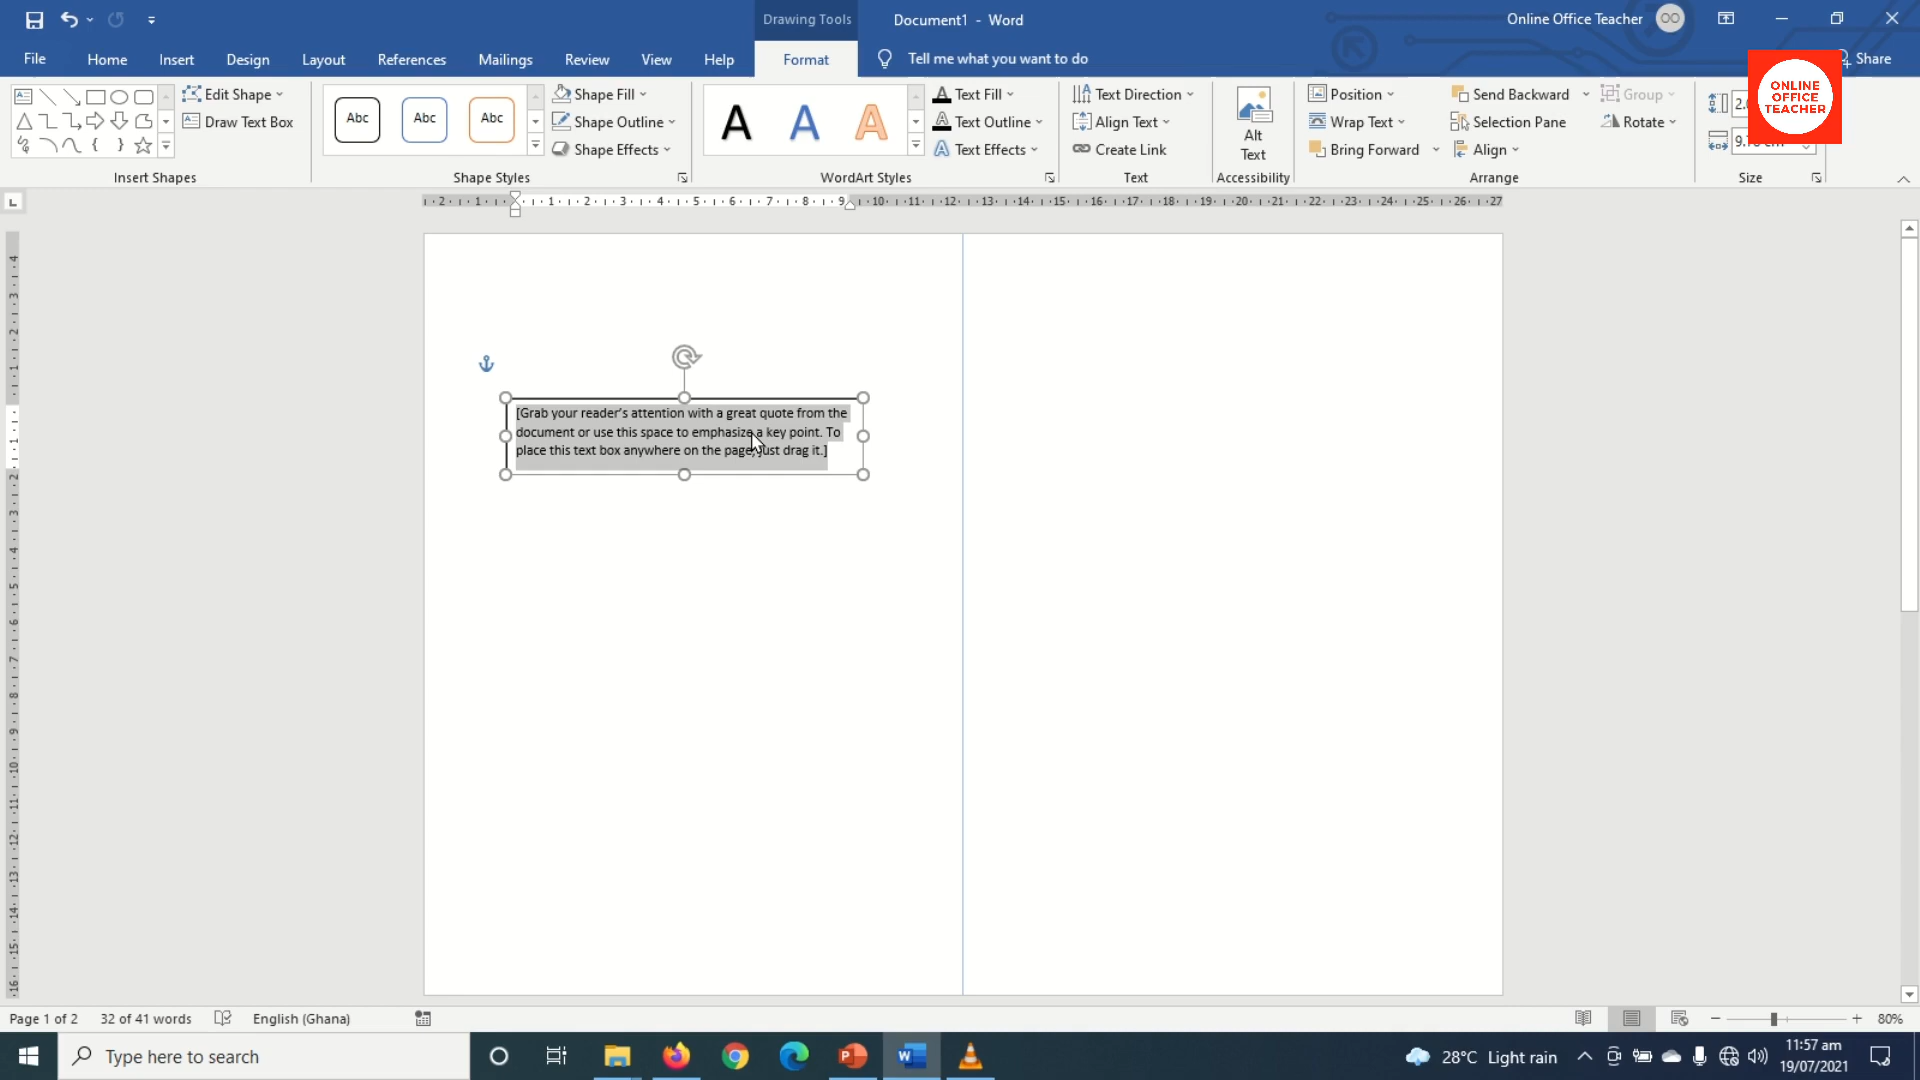 Drawing Tools
Document1 - Word
Online Office Teacher
OO
File
Home
Insert
Design
Layout
References
Mailings
Review
View
Help
Format
Tell me what you want to do
Share
ONLINE
OFFICE
TEACHER
Edit Shape
Draw Text Box
Insert Shapes
Abc
Abc
Abc
Shape Fill
Shape Outline
Shape Effects
Shape Styles
A
A
A
Text Fill
Text Outline
Text Effects
WordArt Styles
Text Direction
Align Text
Create Link
Text
Alt
Text
Accessibility
Position
Wrap Text
Bring Forward
Send Backward
Selection Pane
Align
Group
Rotate
Arrange
Size
[Grab your reader's attention with a great quote from the
document or use this space to emphasize a key point. To
place this text box anywhere on the page, just drag it.]
Page 1 of 2
32 of 41 words
English (Ghana)
80%
Type here to search
28°C Light rain
11:57 am
19/07/2021